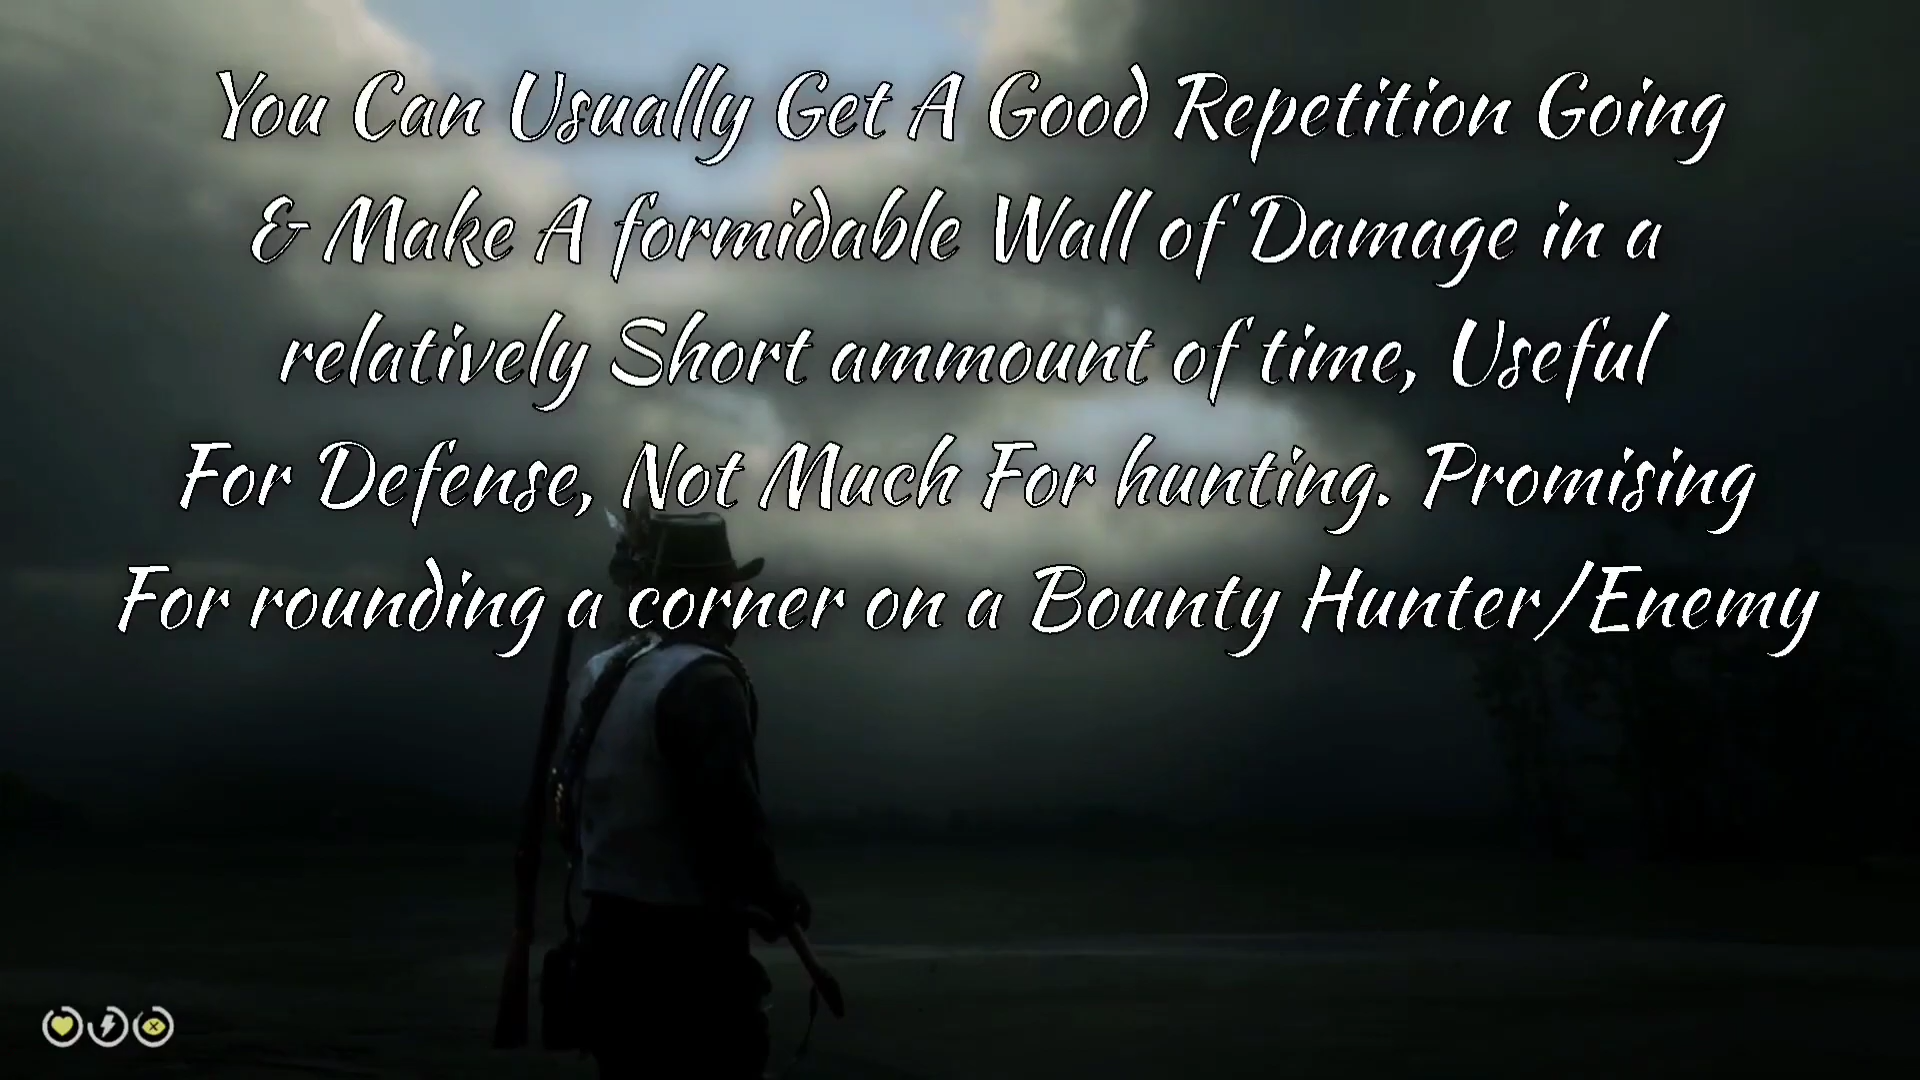 You Can Usually Get A Good Repetition Going
& Make A formidable Wall of Damage in a
relatively Short ammount of time, Useful
For Defense, Not Much For hunting. Promising
For rounding a corner on a Bounty Hunter/Enemy